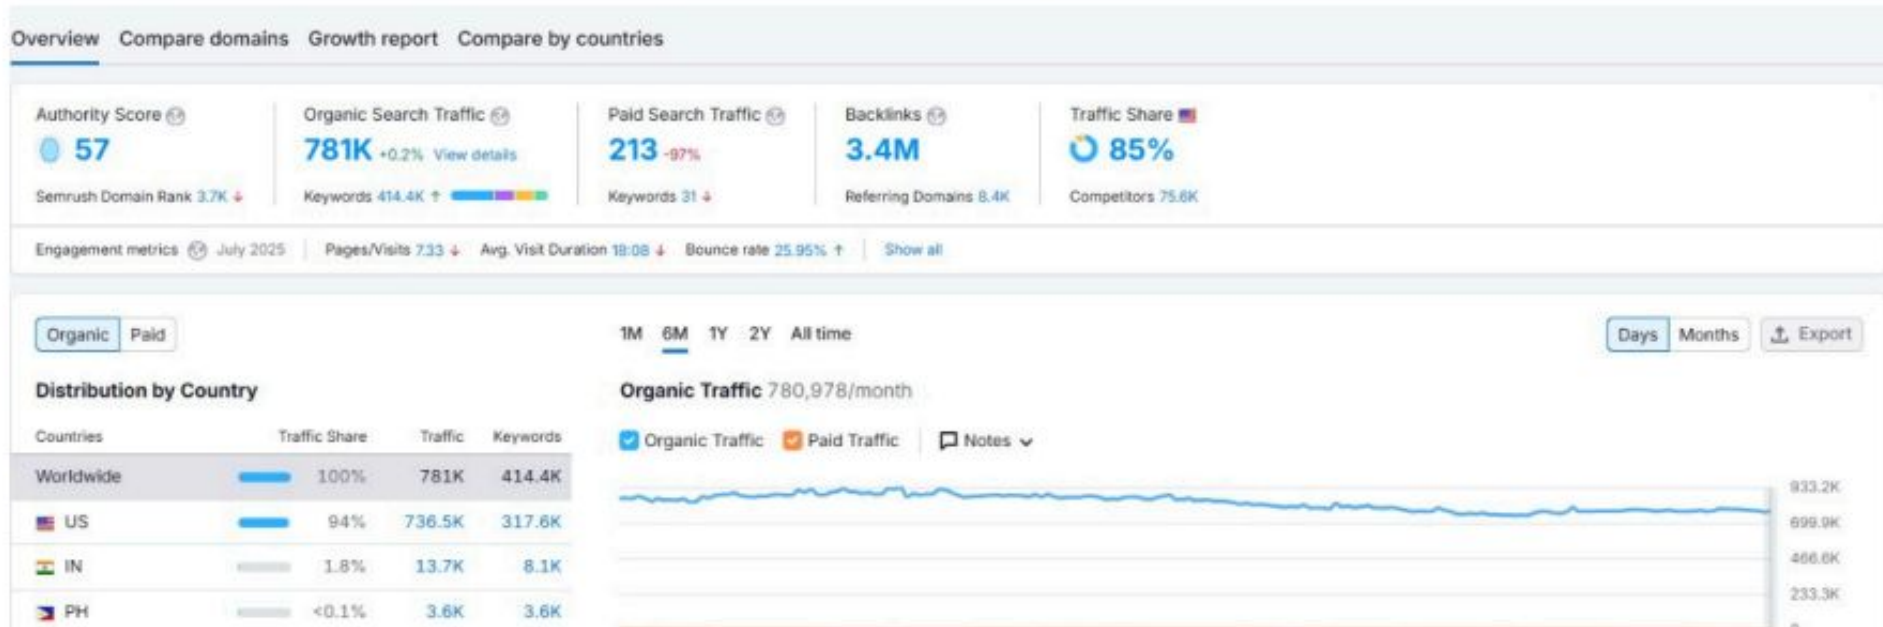 Overview Compare domains Growth report Compare by countries
Authority Score Organic Search Traffic Paid Search Traffic Backlinks Traffic Share
57 781K +0.2% View details 213 -97% 3.4M 85%
Semrush Domain Rank 3.7K ↓ Keywords 414.4K ↑ Keywords 31 ↓ Referring Domains 8.4K Competitors 75.6K
Engagement metrics July 2025 Pages/Visits 7.33 ↓ Avg. Visit Duration 18:08 ↓ Bounce rate 25.95% ↑ Show all
Organic Paid 1M 6M 1Y 2Y All time Days Months Export
Distribution by Country Organic Traffic 780,978/month
Countries Traffic Share Traffic Keywords Organic Traffic Paid Traffic Notes
Worldwide 100% 781K 414.4K 933.2K
US 94% 736.5K 317.6K 699.9K
IN 1.8% 13.7K 8.1K 466.6K
233.3K
PH <0.1% 3.6K 3.6K